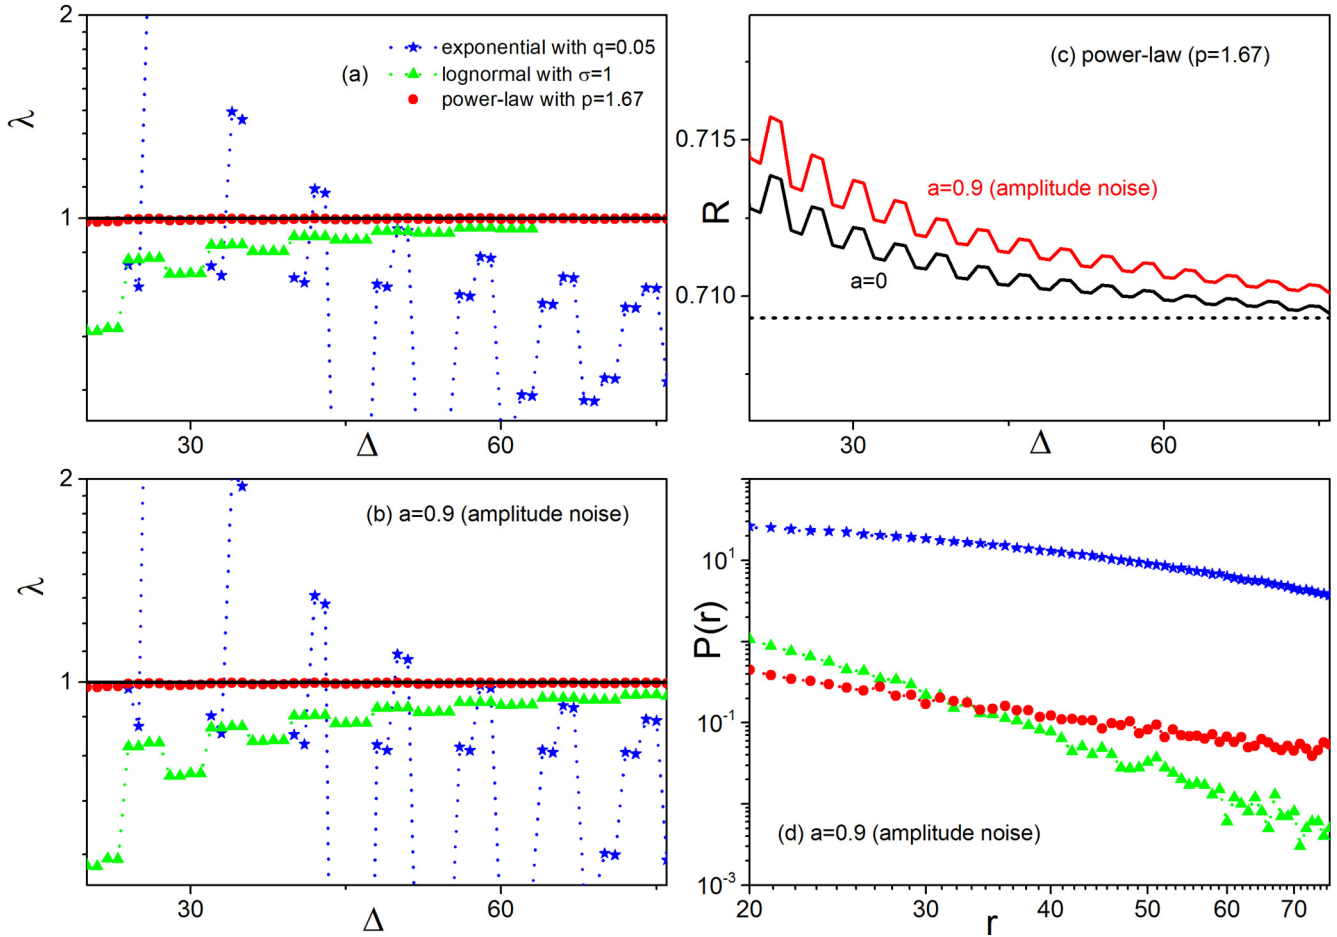 2
exponential with q=0.05
(a)
lognormal with σ=1
power-law with p=1.67
λ
1
30
Δ
60
(c) power-law (p=1.67)
0.715
a=0.9 (amplitude noise)
R
a=0
0.710
30
Δ
60
2
(b) a=0.9 (amplitude noise)
λ
1
30
Δ
60
10¹
P(r)
10⁻¹
(d) a=0.9 (amplitude noise)
10⁻³
20
30
40
50
60
70
r